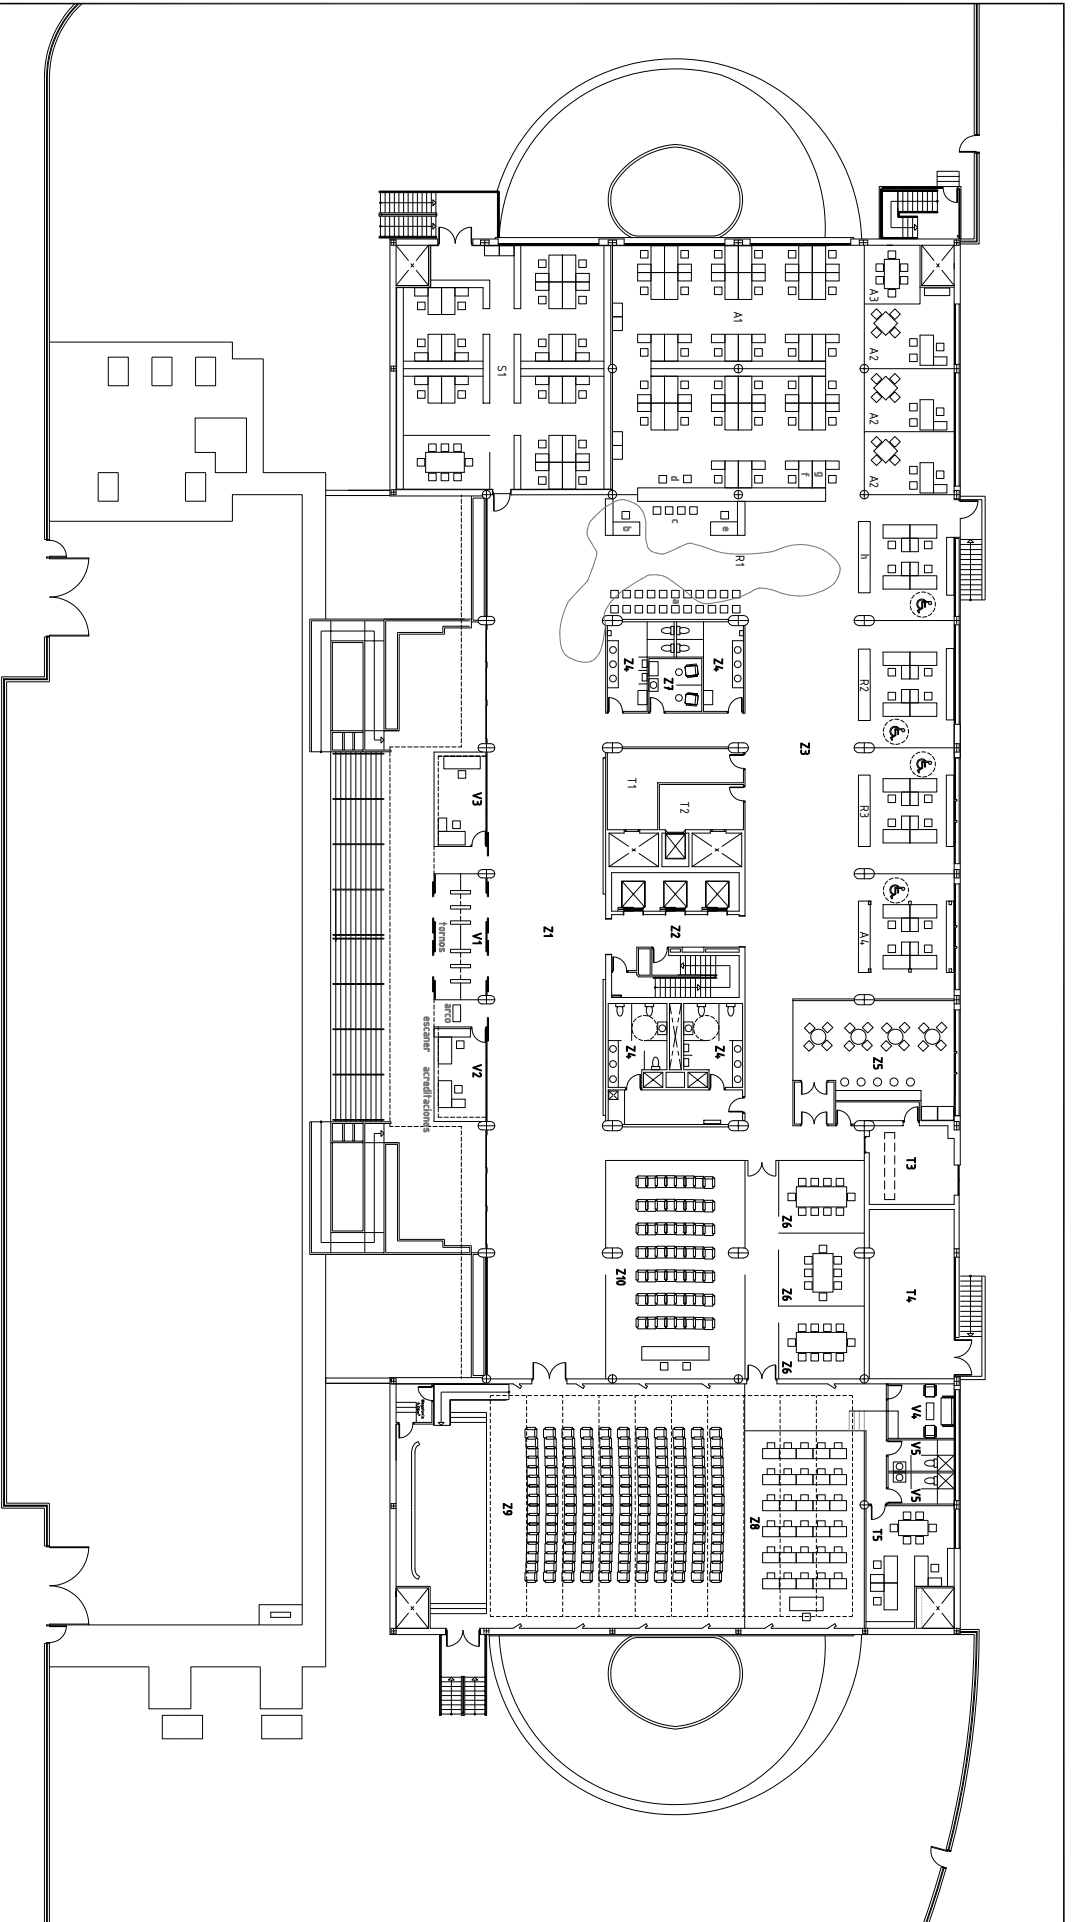 A3
A1
A2
S1
A2
A2
g
f
d
c
e
b
h
R1
a
Z4
Z7
Z4
R2
Z3
T1
T2
V3
R3
Z1
Z2
V1
tornos
A4
arco
escaner acreditaciones
V2
Z4
Z4
Z5
T3
Z6
Z10
Z6
T4
Z6
V4
V5
V5
Z9
Z8
T5